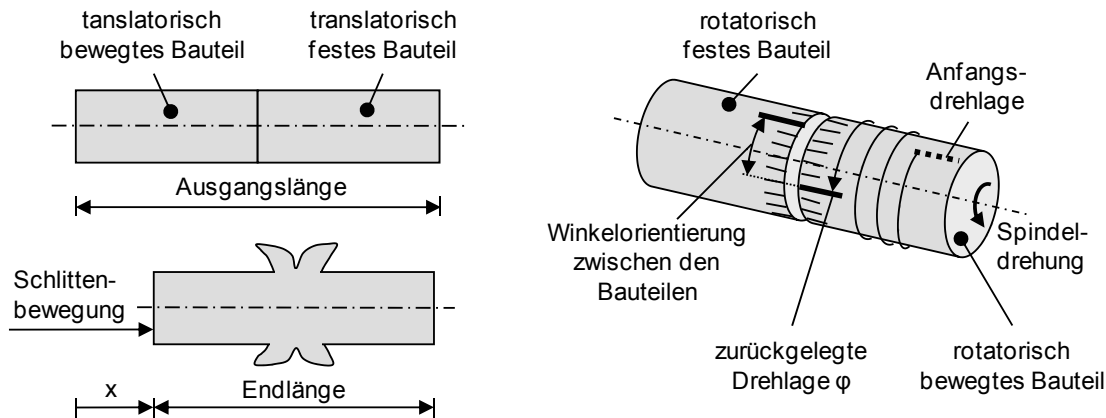 tanslatorisch
bewegtes Bauteil
translatorisch
festes Bauteil
Ausgangslänge
Schlitten-
bewegung
x
Endlänge
rotatorisch
festes Bauteil
Anfangs-
drehlage
Winkelorientierung
zwischen den
Bauteilen
Spindel-
drehung
zurückgelegte
Drehlage φ
rotatorisch
bewegtes Bauteil